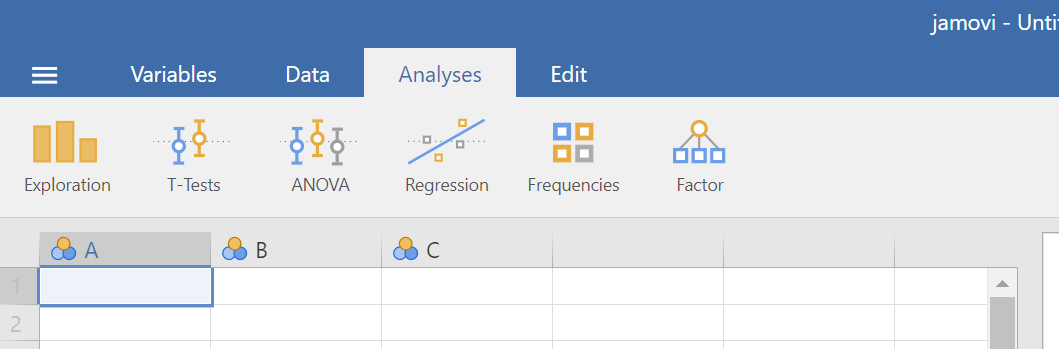 jamovi - Unti
Variables Data Analyses Edit
Exploration T-Tests ANOVA Regression Frequencies Factor
A B C
1
2